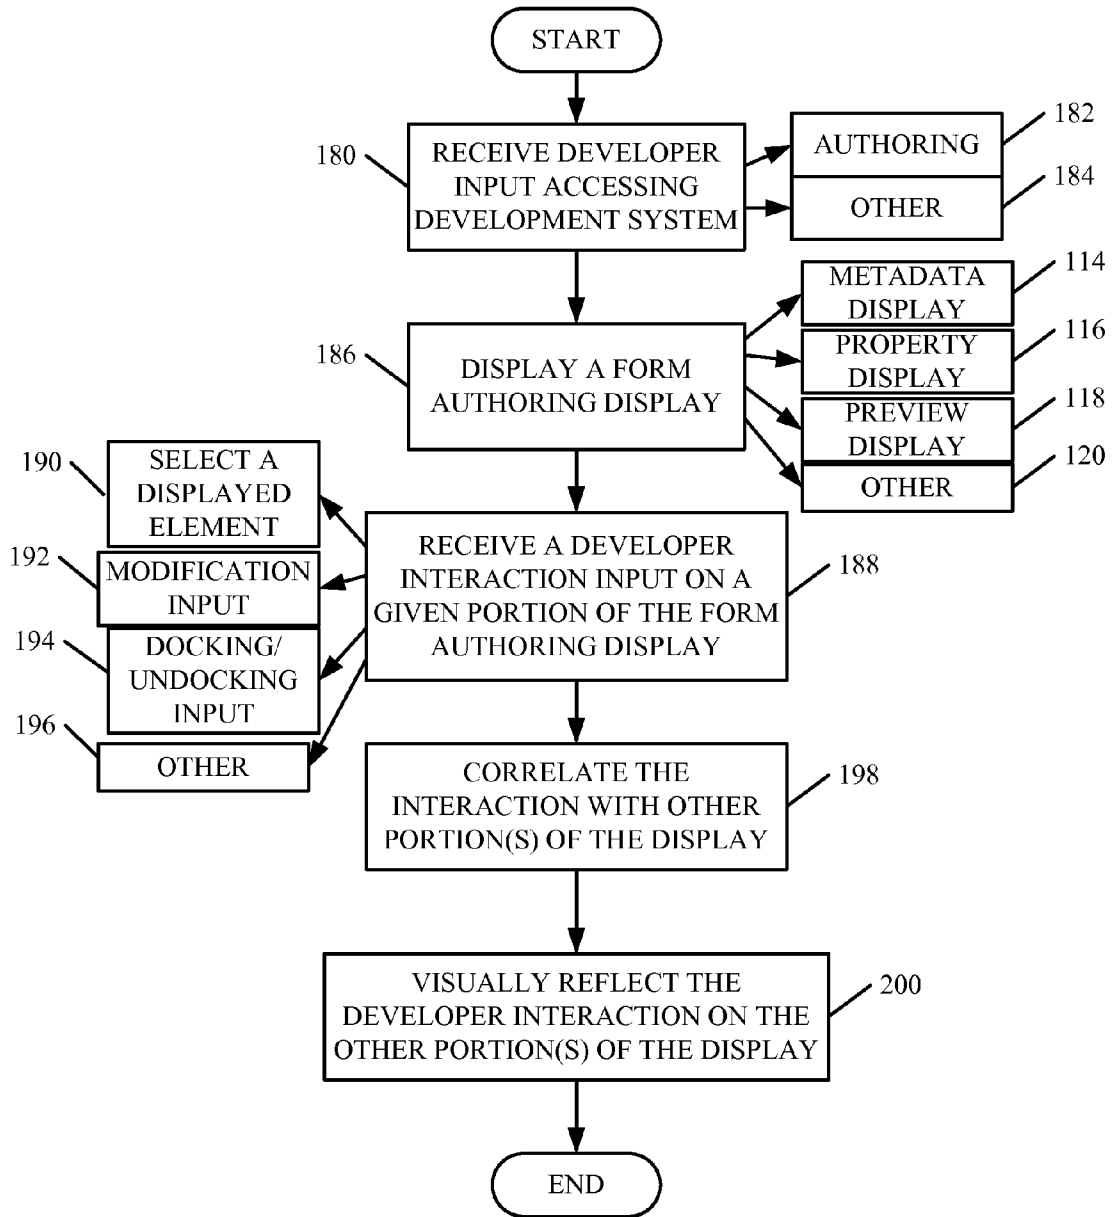 START
180
RECEIVE DEVELOPER
INPUT ACCESSING
DEVELOPMENT SYSTEM
AUTHORING
182
OTHER
184
186
DISPLAY A FORM
AUTHORING DISPLAY
METADADA
DISPLAY
114
PROPERTY
DISPLAY
116
PREVIEW
DISPLAY
118
OTHER
120
190
SELECT A
DISPLAYED
ELEMENT
192
MODIFICATION
INPUT
194
DOCKING/
UNDOCKING
INPUT
196
OTHER
RECEIVE A DEVELOPER
INTERACTION INPUT ON A
GIVEN PORTION OF THE FORM
AUTHORING DISPLAY
188
CORRELATE THE
INTERACTION WITH OTHER
PORTION(S) OF THE DISPLAY
198
VISUALLY REFLECT THE
DEVELOPER INTERACTION ON THE
OTHER PORTION(S) OF THE DISPLAY
200
END